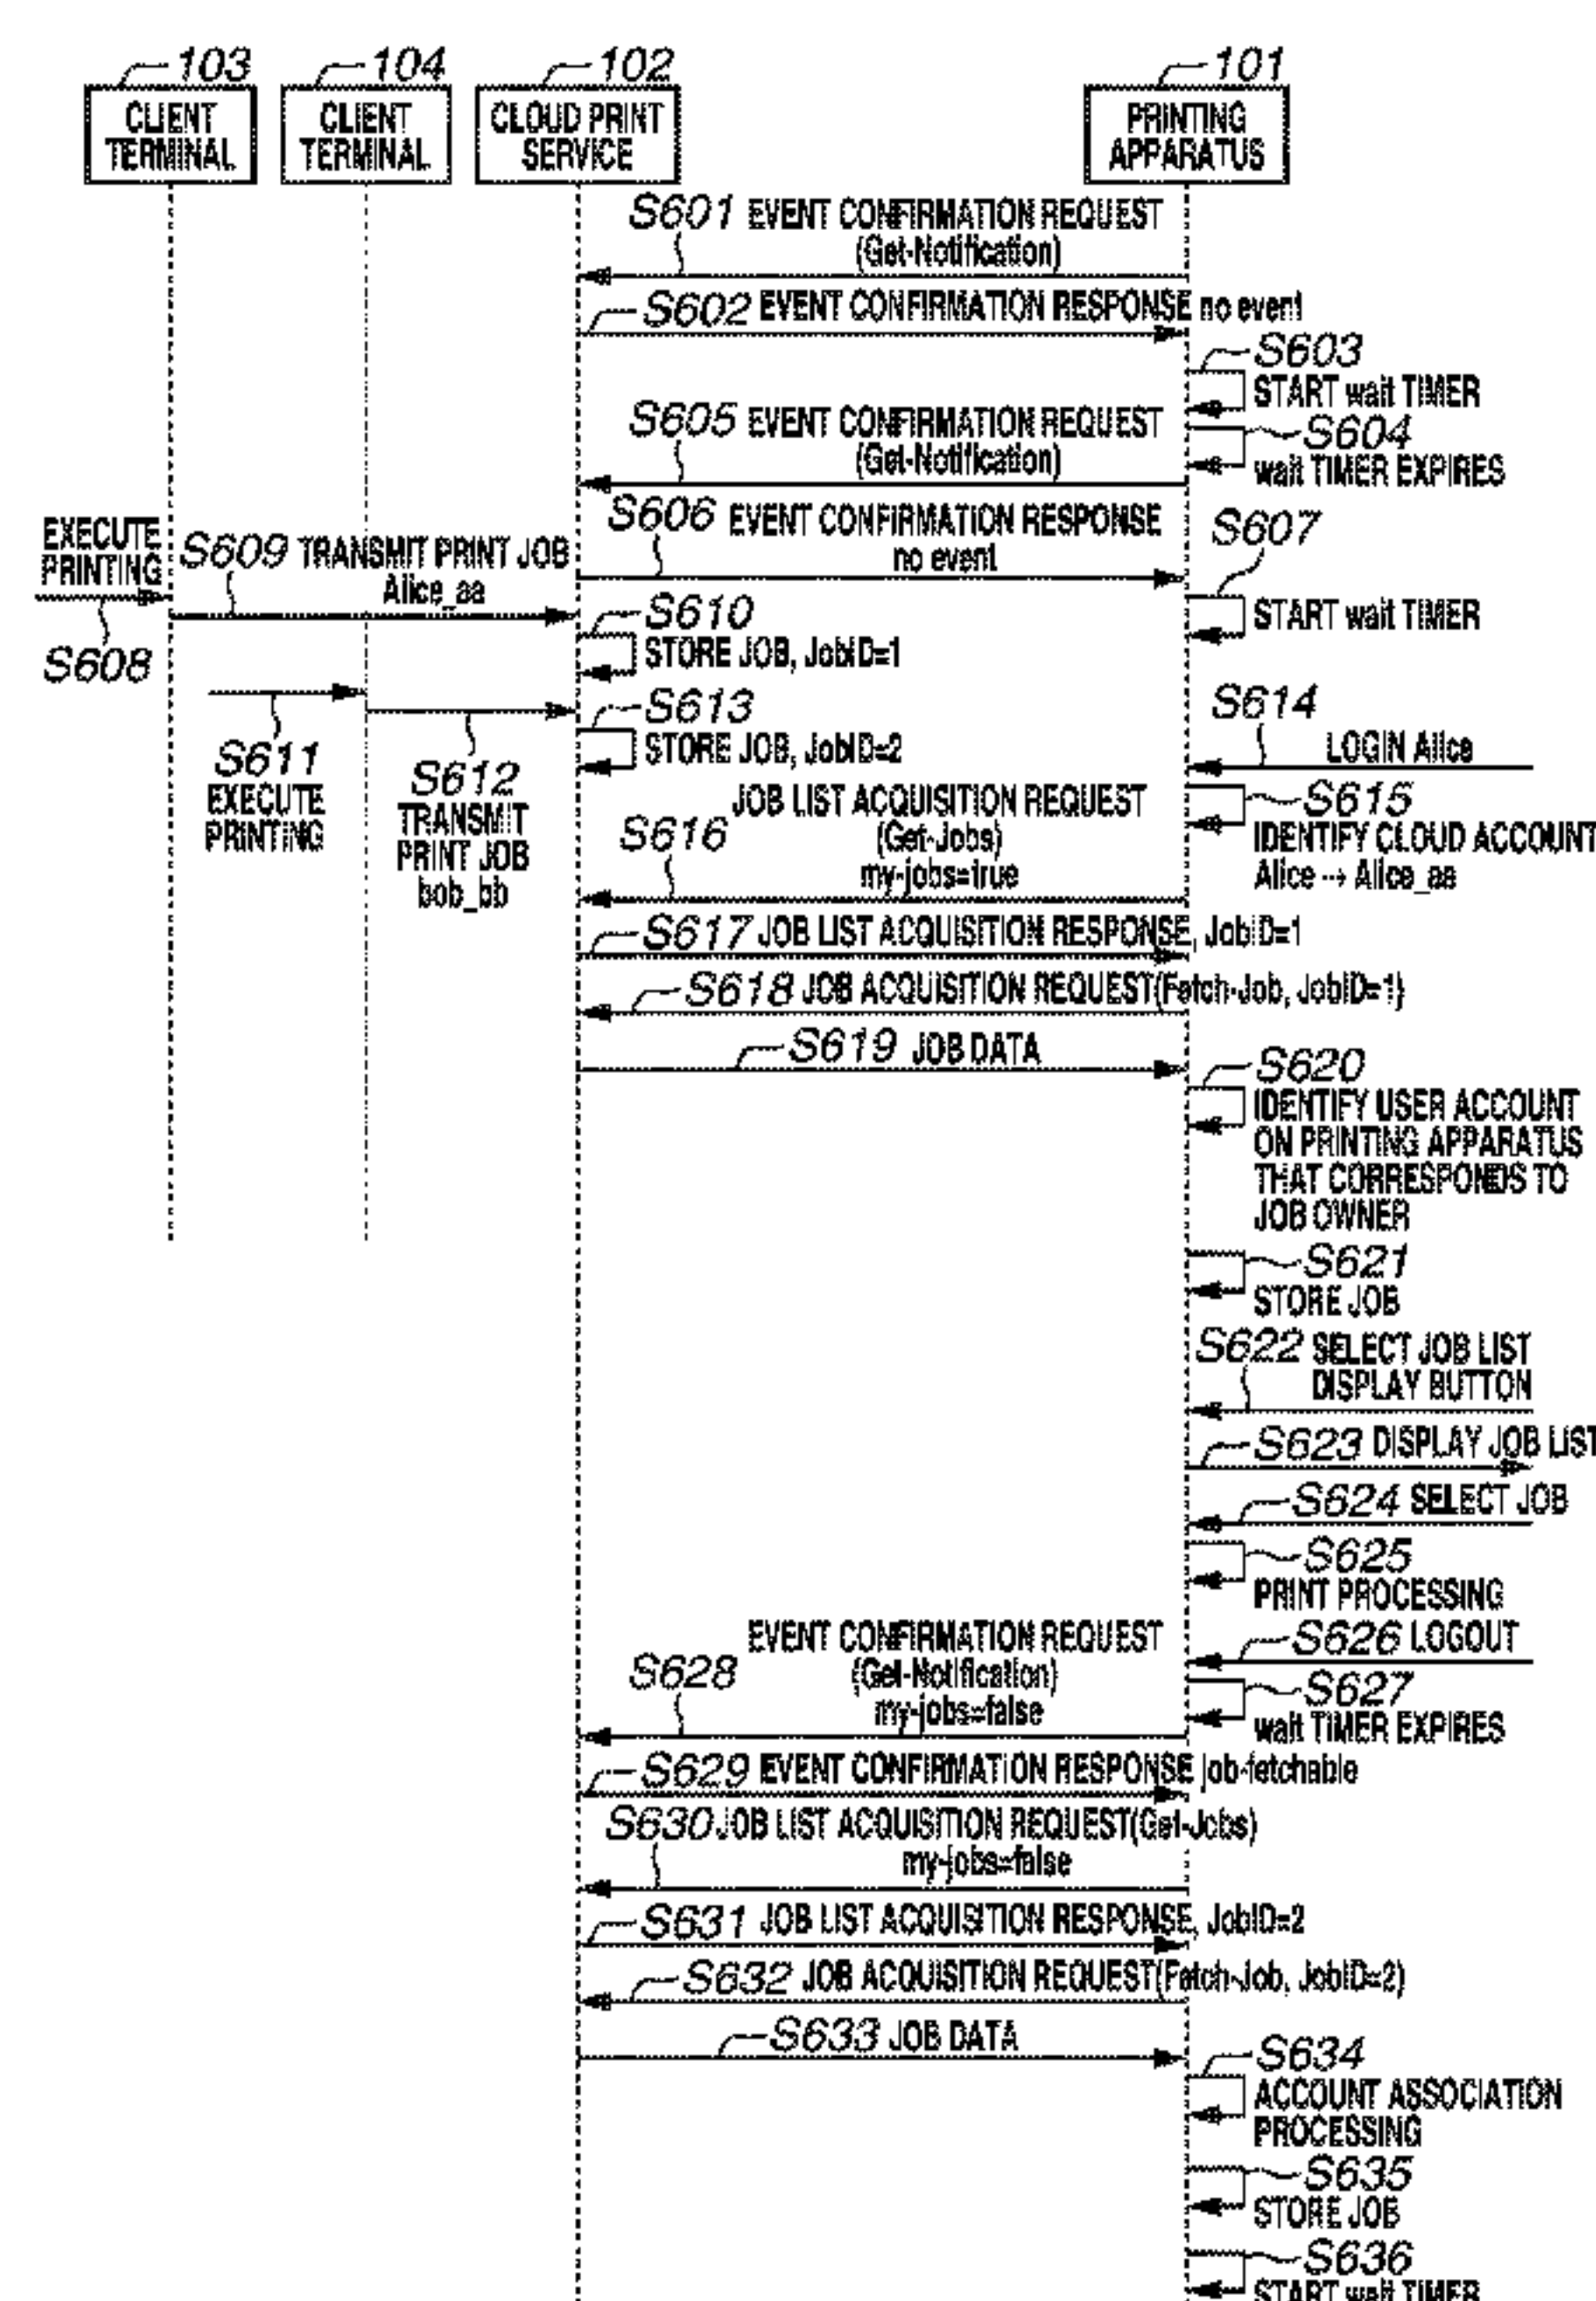 103
104
102
101
CLIENT
TERMINAL
CLIENT
TERMINAL
CLOUD PRINT
SERVICE
PRINTING
APPARATUS
S601 EVENT CONFIRMATION REQUEST
(Get-Notification)
S602 EVENT CONFIRMATION RESPONSE no event
S603
START wait TIMER
S605 EVENT CONFIRMATION REQUEST
(Get-Notification)
S604
wait TIMER EXPIRES
EXECUTE
PRINTING
S608
S609 TRANSMIT PRINT JOB
Alice_aa
S606 EVENT CONFIRMATION RESPONSE
no event
S607
START wait TIMER
S610
STORE JOB, JobID=1
S611
EXECUTE
PRINTING
S612
TRANSMIT
PRINT JOB
bob_bb
S613
STORE JOB, JobID=2
S614
LOGIN Alice
S615
IDENTIFY CLOUD ACCOUNT
Alice → Alice_aa
S616 JOB LIST ACQUISITION REQUEST
(Get-Jobs)
my-jobs=true
S617 JOB LIST ACQUISITION RESPONSE, JobID=1
S618 JOB ACQUISITION REQUEST(Fetch-Job, JobID=1)
S619 JOB DATA
S620
IDENTIFY USER ACCOUNT
ON PRINTING APPARATUS
THAT CORRESPONDS TO
JOB OWNER
S621
STORE JOB
S622 SELECT JOB LIST
DISPLAY BUTTON
S623 DISPLAY JOB LIST
S624 SELECT JOB
S625
PRINT PROCESSING
S626 LOGOUT
S627
wait TIMER EXPIRES
S628 EVENT CONFIRMATION REQUEST
(Get-Notification)
my-jobs=false
S629 EVENT CONFIRMATION RESPONSE job-fetchable
S630 JOB LIST ACQUISITION REQUEST(Get-Jobs)
my-jobs=false
S631 JOB LIST ACQUISITION RESPONSE, JobID=2
S632 JOB ACQUISITION REQUEST(Fetch-Job, JobID=2)
S633 JOB DATA
S634
ACCOUNT ASSOCIATION
PROCESSING
S635
STORE JOB
S636
START wait TIMER